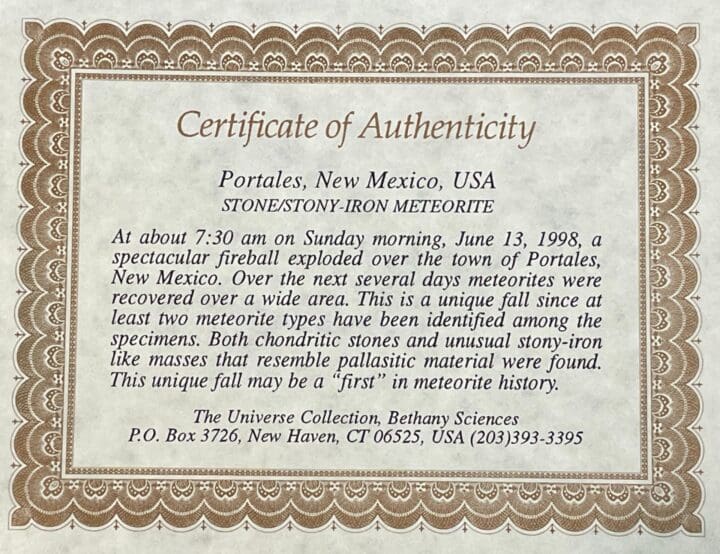 Certificate of Authenticity
Portales, New Mexico, USA
STONE/STONY-IRON METEORITE
At about 7:30 am on Sunday morning, June 13, 1998, a
spectacular fireball exploded over the town of Portales,
New Mexico. Over the next several days meteorites were
recovered over a wide area. This is a unique fall since at
least two meteorite types have been identified among the
specimens. Both chondritic stones and unusual stony-iron
like masses that resemble pallasitic material were found.
This unique fall may be a “first” in meteorite history.
The Universe Collection, Bethany Sciences
P.O. Box 3726, New Haven, CT 06525, USA (203)393-3395